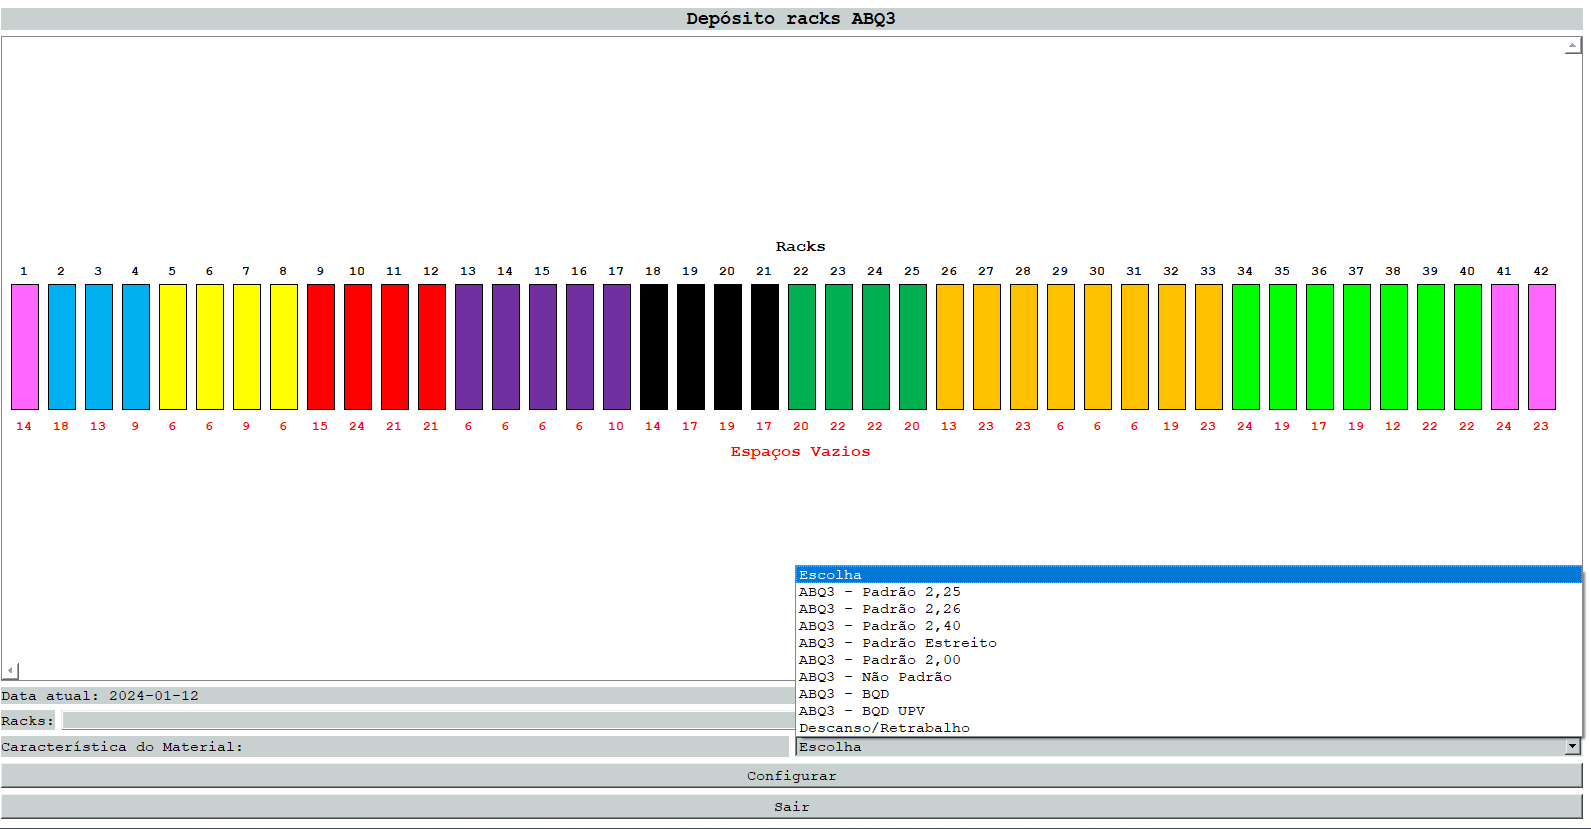 Depósito racks ABQ3
Racks
1 2 3 4 5 6 7 8 9 10 11 12 13 14 15 16 17 18 19 20 21 22 23 24 25 26 27 28 29 30 31 32 33 34 35 36 37 38 39 40 41 42
14 18 13 9 6 6 9 6 15 24 21 21 6 6 6 6 10 14 17 19 17 20 22 22 20 13 23 23 6 6 6 19 23 24 19 17 19 12 22 22 24 23
Espaços Vazios
Escolha
ABQ3 - Padrão 2,25
ABQ3 - Padrão 2,26
ABQ3 - Padrão 2,40
ABQ3 - Padrão Estreito
ABQ3 - Padrão 2,00
ABQ3 - Não Padrão
ABQ3 - BQD
ABQ3 - BQD UPV
Descanso/Retrabalho
Data atual: 2024-01-12
Racks:
Característica do Material:
Escolha
Configurar
Sair